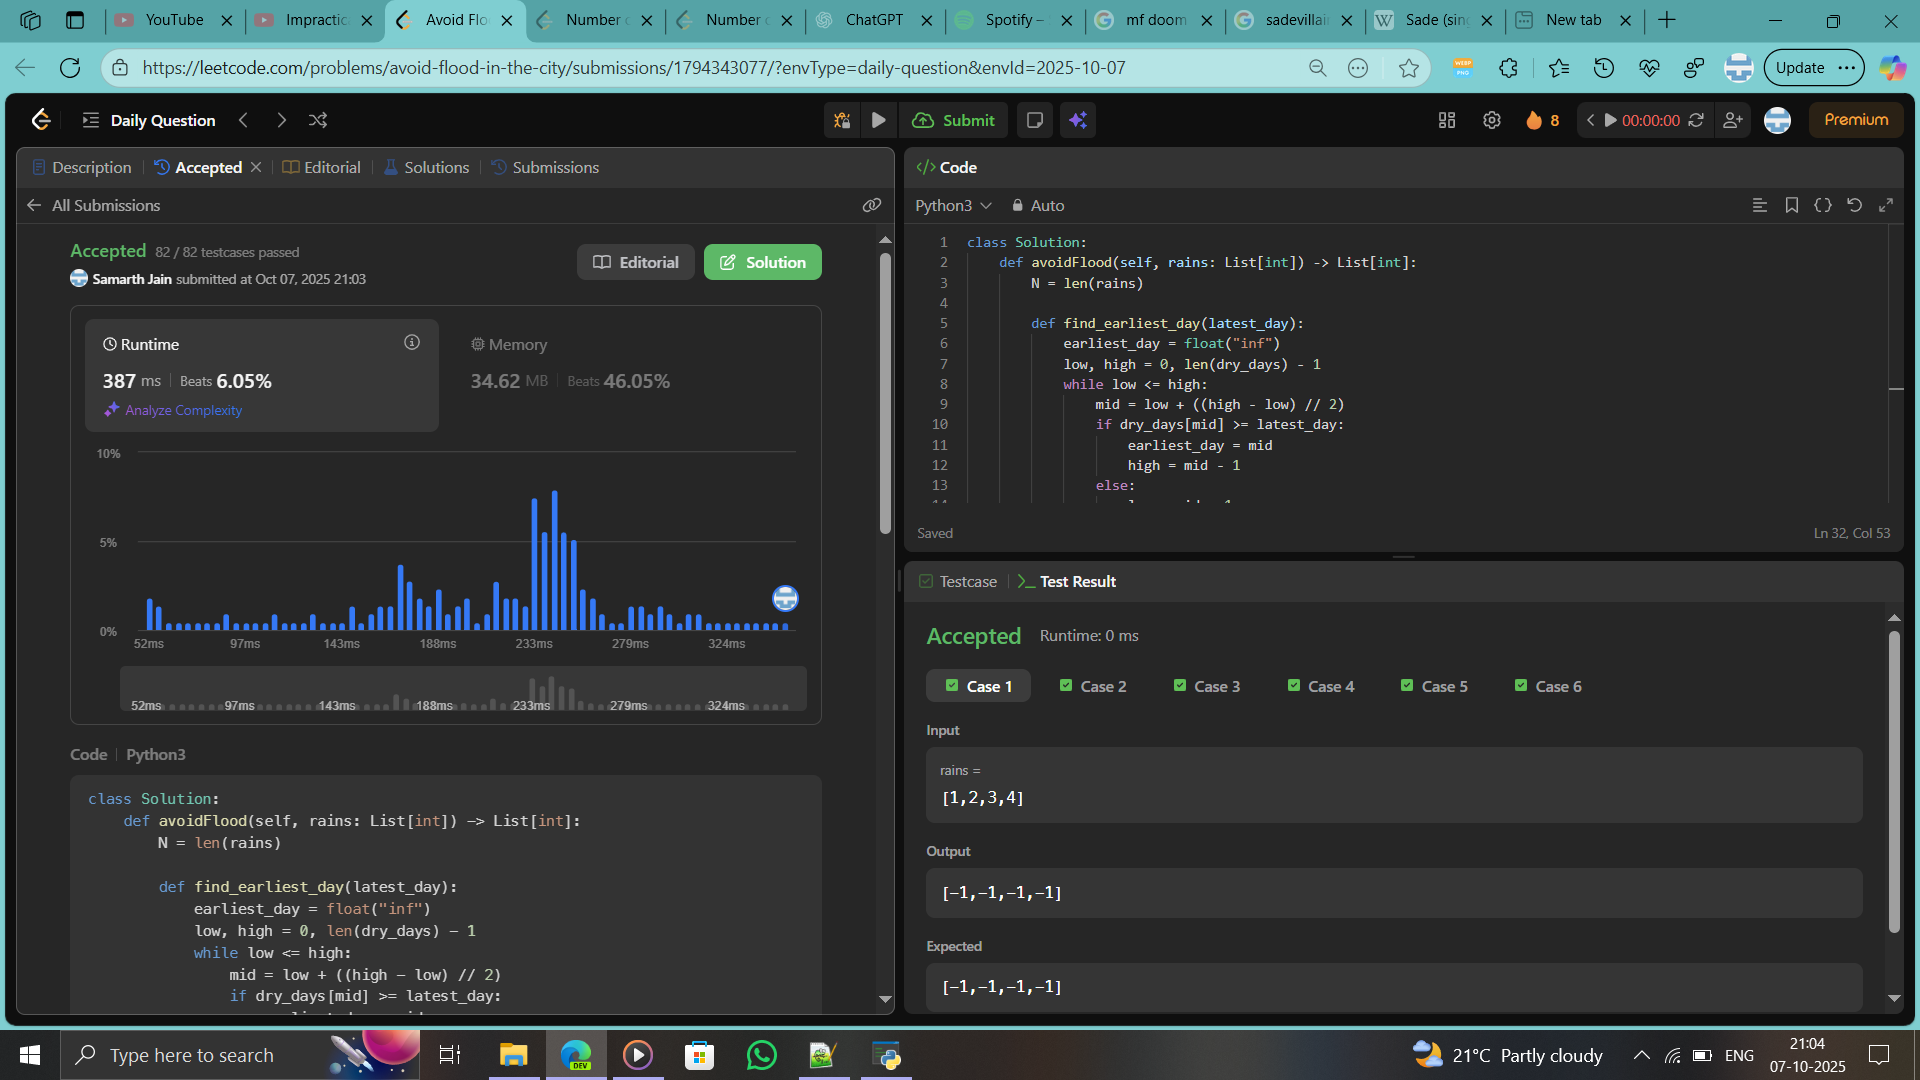 YouTube
Impractic
Avoid Flo
Number
Number
ChatGPT
Spotify –
mf doom
sadevillai
Sade (sing
New tab
https://leetcode.com/problems/avoid-flood-in-the-city/submissions/1794343077/?envType=daily-question&envId=2025-10-07
WEBP PNG
Update
Daily Question
Submit
8
00:00:00
Premium
Description
Accepted
Editorial
Solutions
Submissions
All Submissions
Accepted 82 / 82 testcases passed
Samarth Jain submitted at Oct 07, 2025 21:03
Editorial
Solution
Runtime
387 ms Beats 6.05%
Analyze Complexity
Memory
34.62 MB Beats 46.05%
10%
5%
0%
52ms 97ms 143ms 188ms 233ms 279ms 324ms
52ms 97ms 143ms 188ms 233ms 279ms 324ms
Code Python3
class Solution:
def avoidFlood(self, rains: List[int]) -> List[int]:
N = len(rains)
def find_earliest_day(latest_day):
earliest_day = float("inf")
low, high = 0, len(dry_days) - 1
while low <= high:
mid = low + ((high - low) // 2)
if dry_days[mid] >= latest_day:
</> Code
Python3
Auto
1 class Solution:
2 def avoidFlood(self, rains: List[int]) -> List[int]:
3 N = len(rains)
4
5 def find_earliest_day(latest_day):
6 earliest_day = float("inf")
7 low, high = 0, len(dry_days) - 1
8 while low <= high:
9 mid = low + ((high - low) // 2)
10 if dry_days[mid] >= latest_day:
11 earliest_day = mid
12 high = mid - 1
13 else:
Saved
Ln 32, Col 53
Testcase
Test Result
Accepted Runtime: 0 ms
Case 1
Case 2
Case 3
Case 4
Case 5
Case 6
Input
rains =
[1,2,3,4]
Output
[-1,-1,-1,-1]
Expected
[-1,-1,-1,-1]
Type here to search
DEV
21°C Partly cloudy
ENG
21:04
07-10-2025